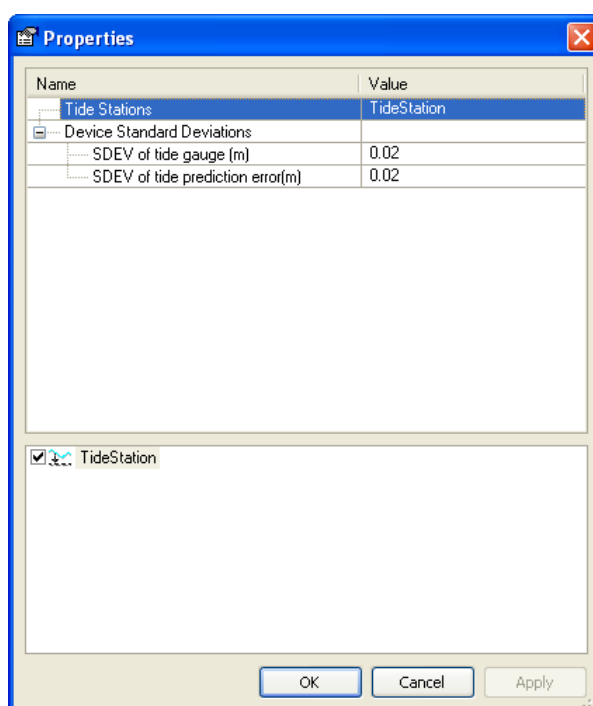 Properties
Name Value
Tide Stations TideStation
Device Standard Deviations
SDEV of tide gauge (m) 0.02
SDEV of tide prediction error(m) 0.02
TideStation
OK Cancel Apply